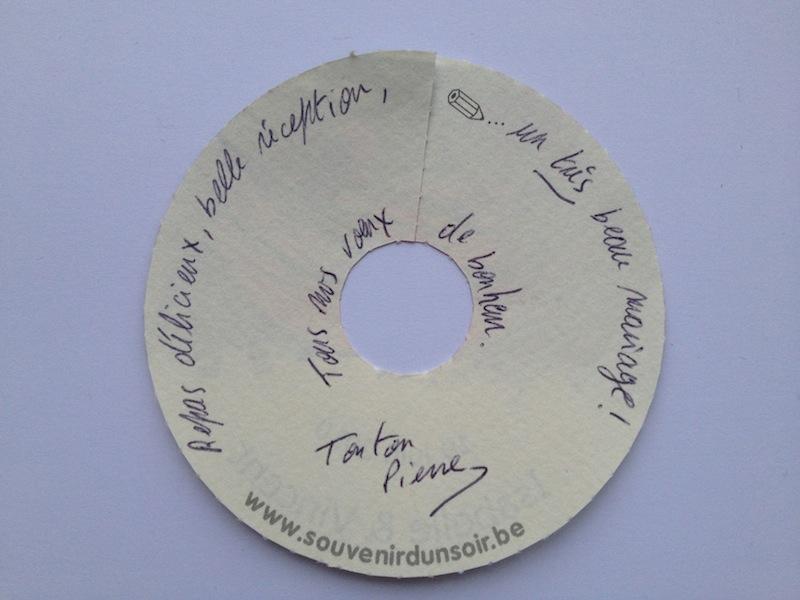 Repas délicieux, belle réception,
... un très beau mariage !
Tous nos voeux de bonheur.
Tonton
Pierre
www.souvenirdunsoir.be